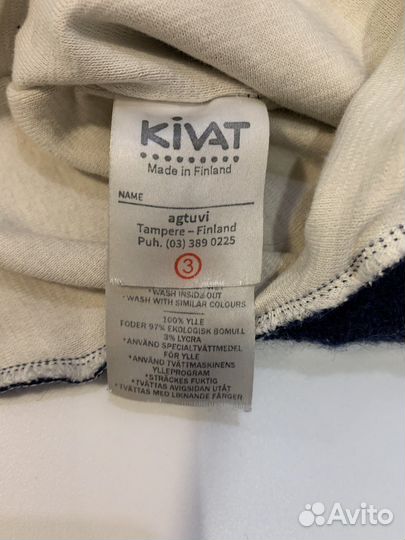 KIVAT
Made in Finland
NAME
agtuvi
Tampere – Finland
Puh. (03) 389 0225
3
*WASH INSIDE OUT
*WASH WITH SIMILAR COLOURS
100% YLLE
FODER 97% EKOLOGISK BOMULL
3% LYCRA
*ANVÄND SPECIALTVÄTTMEDEL
FÖR YLLE
*ANVÄND TVÄTTMASKINENS
YLLEPROGRAM
*STRÄCKES FUKTIG
*TVÄTTAS AVIGSIDAN UTÅT
*TVÄTTAS MED LIKNANDE FÄRGER
Avito